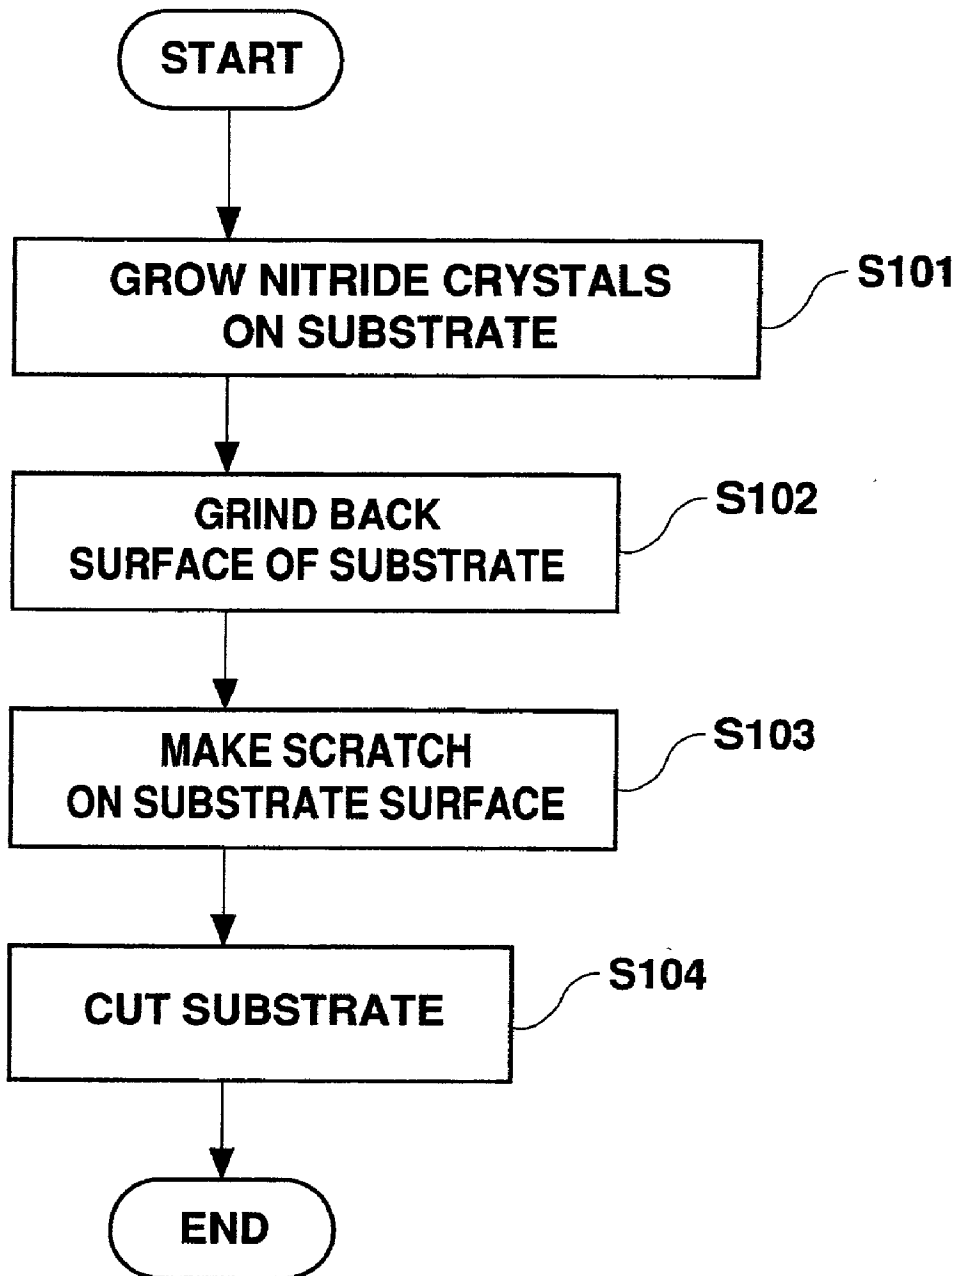 START
GROW NITRIDE CRYSTALS
ON SUBSTRATE
S101
GRIND BACK
SURFACE OF SUBSTRATE
S102
MAKE SCRATCH
ON SUBSTRATE SURFACE
S103
CUT SUBSTRATE
S104
END